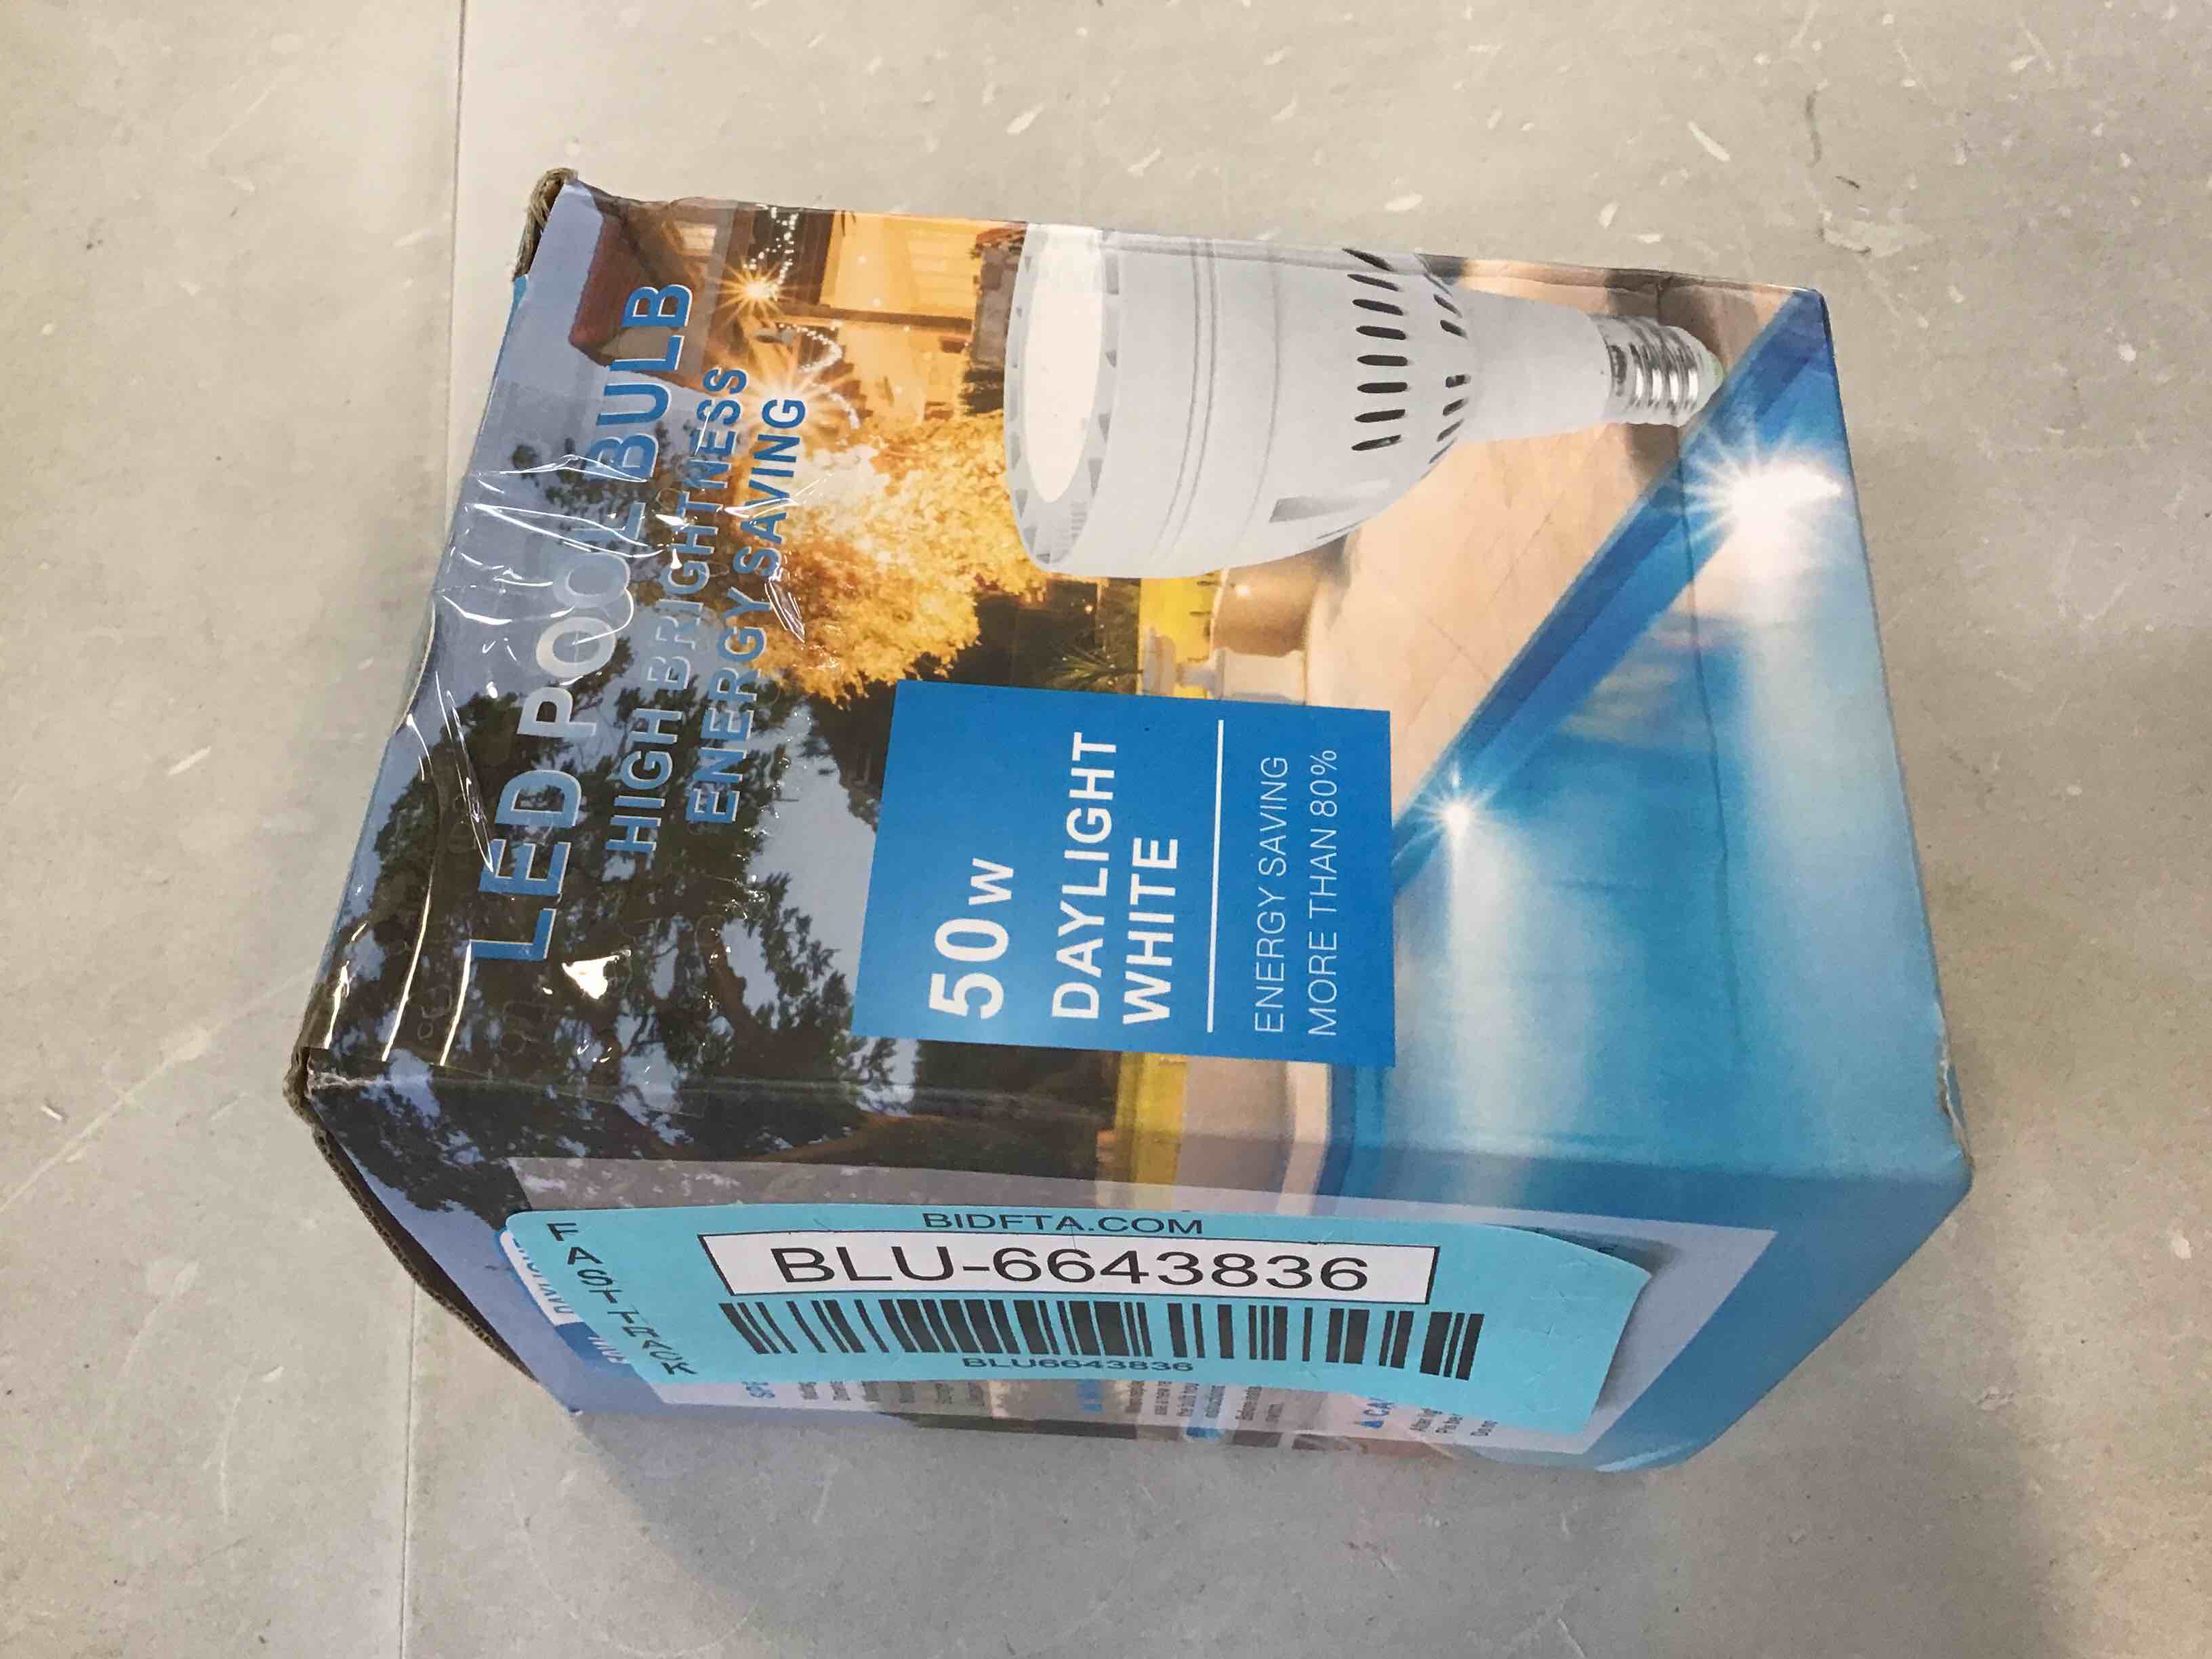 LED POOL BULB
HIGH BRIGHTNESS
ENERGY SAVING
50W
DAYLIGHT
WHITE
ENERGY SAVING
MORE THAN 80%
BIDFTA.COM
BLU-6643836
BLU6643836
FAST TRACK